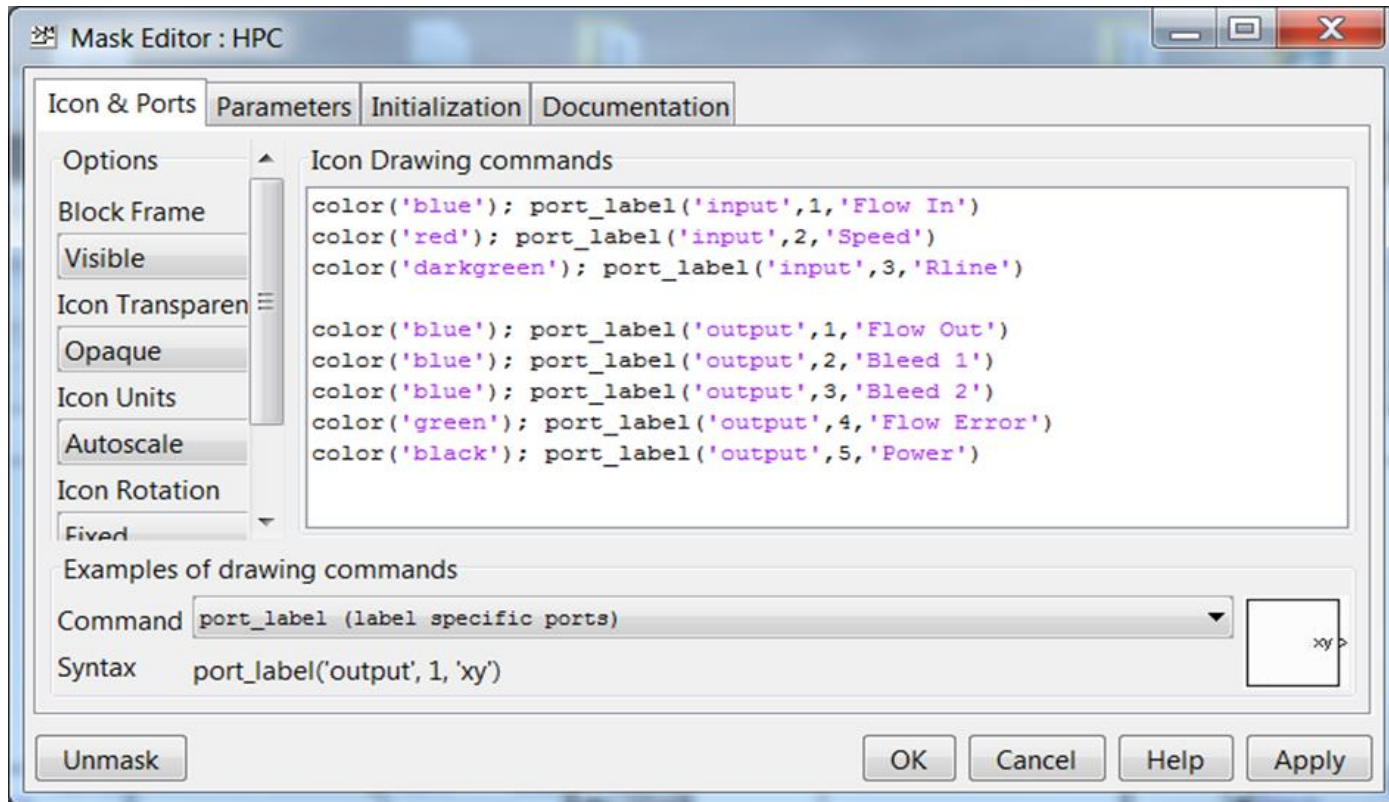 Mask Editor : HPC
Icon & Ports Parameters Initialization Documentation
Options
Block Frame
Visible
Icon Transparen
Opaque
Icon Units
Autoscale
Icon Rotation
Fixed
Icon Drawing commands
color('blue'); port_label('input',1,'Flow In')
color('red'); port_label('input',2,'Speed')
color('darkgreen'); port_label('input',3,'Rline')
color('blue'); port_label('output',1,'Flow Out')
color('blue'); port_label('output',2,'Bleed 1')
color('blue'); port_label('output',3,'Bleed 2')
color('green'); port_label('output',4,'Flow Error')
color('black'); port_label('output',5,'Power')
Examples of drawing commands
Command port_label (label specific ports)
xy
Syntax port_label('output', 1, 'xy')
Unmask OK Cancel Help Apply